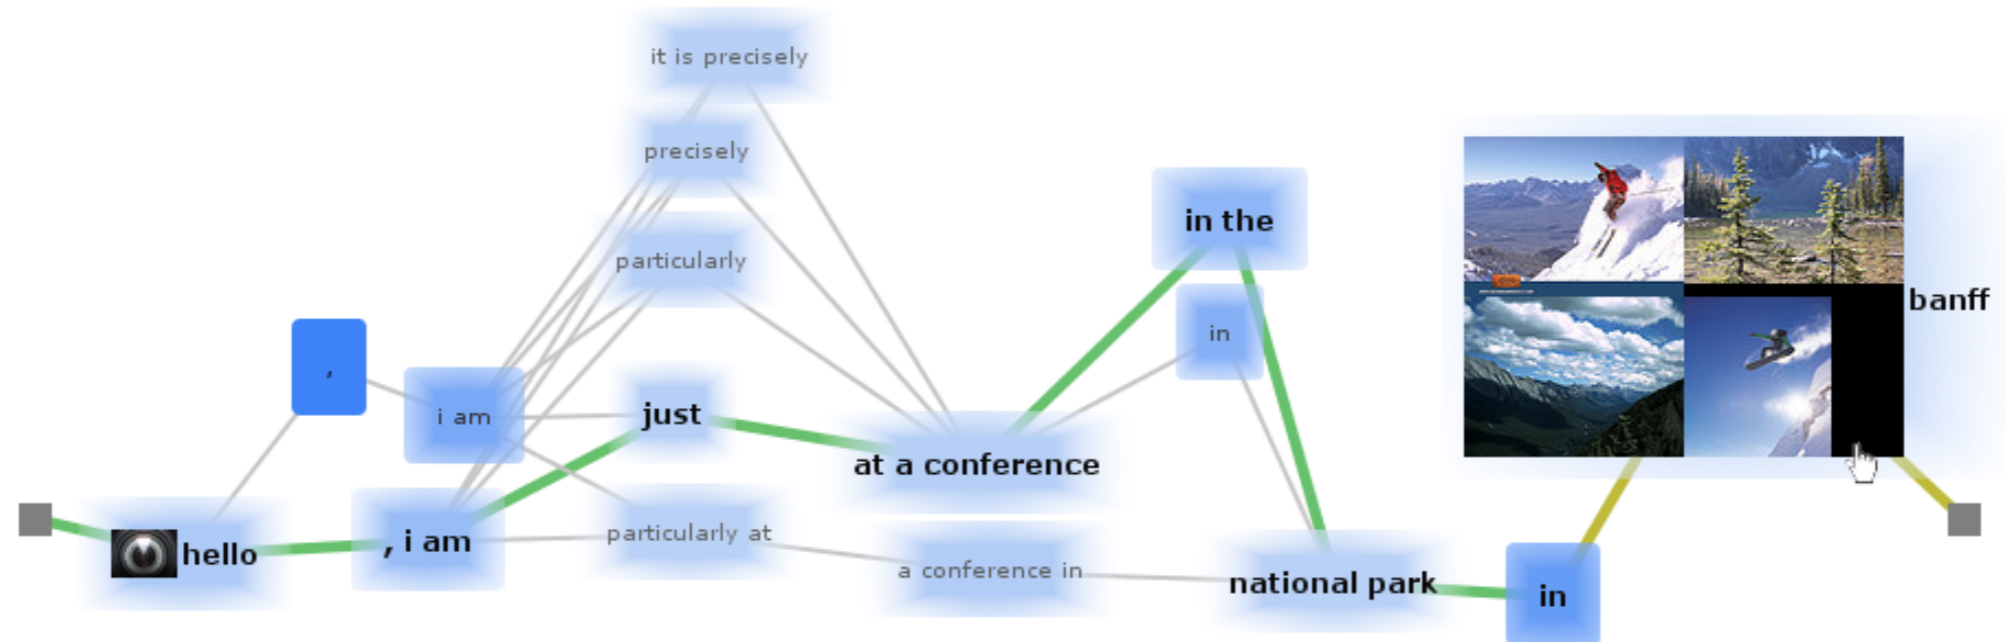 it is precisely
precisely
particularly
,
i am
just
hello
, i am
particularly at
at a conference
a conference in
in the
in
national park
in
banff